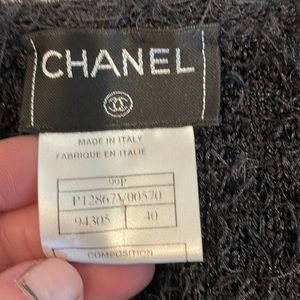 CHANEL
MADE IN ITALY
FABRIQUE EN ITALIE
99P
P12867V00570
94305 40
COMPOSITION